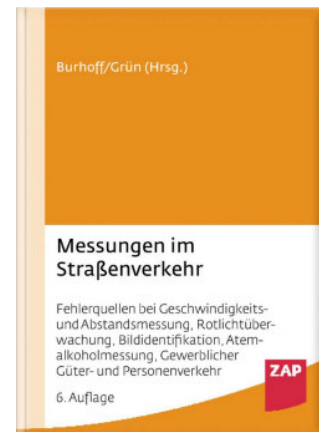 Burhoff/Grün (Hrsg.)
Messungen im
Straßenverkehr
Fehlerquellen bei Geschwindigkeits-
und Abstandsmessung, Rotlichtüber-
wachung, Bildidentifikation, Atem-
alkoholmessung, Gewerblicher
Güter- und Personenverkehr
ZAP
6. Auflage